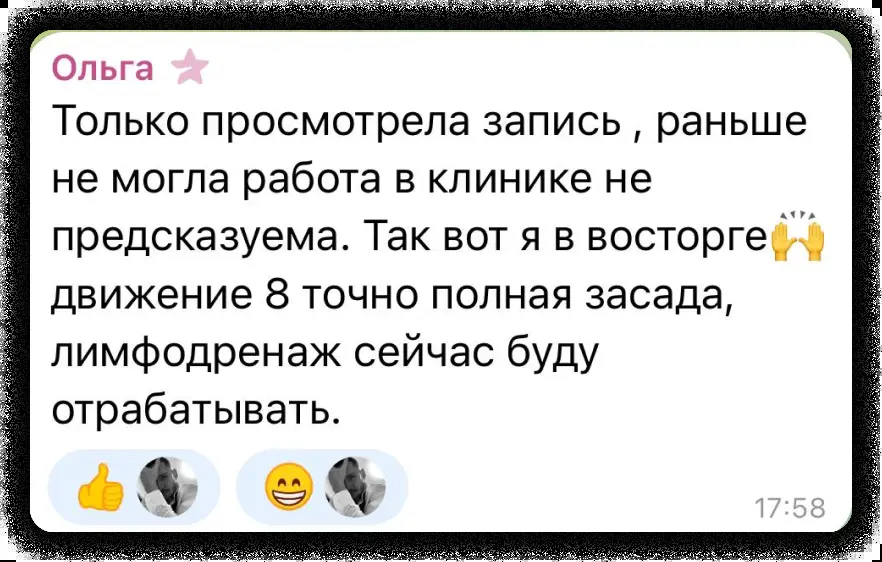 Ольга
Только просмотрела запись , раньше
не могла работа в клинике не
предсказуема. Так вот я в восторге🙌
движение 8 точно полная засада,
лимфодренаж сейчас буду
отрабатывать.
17:58